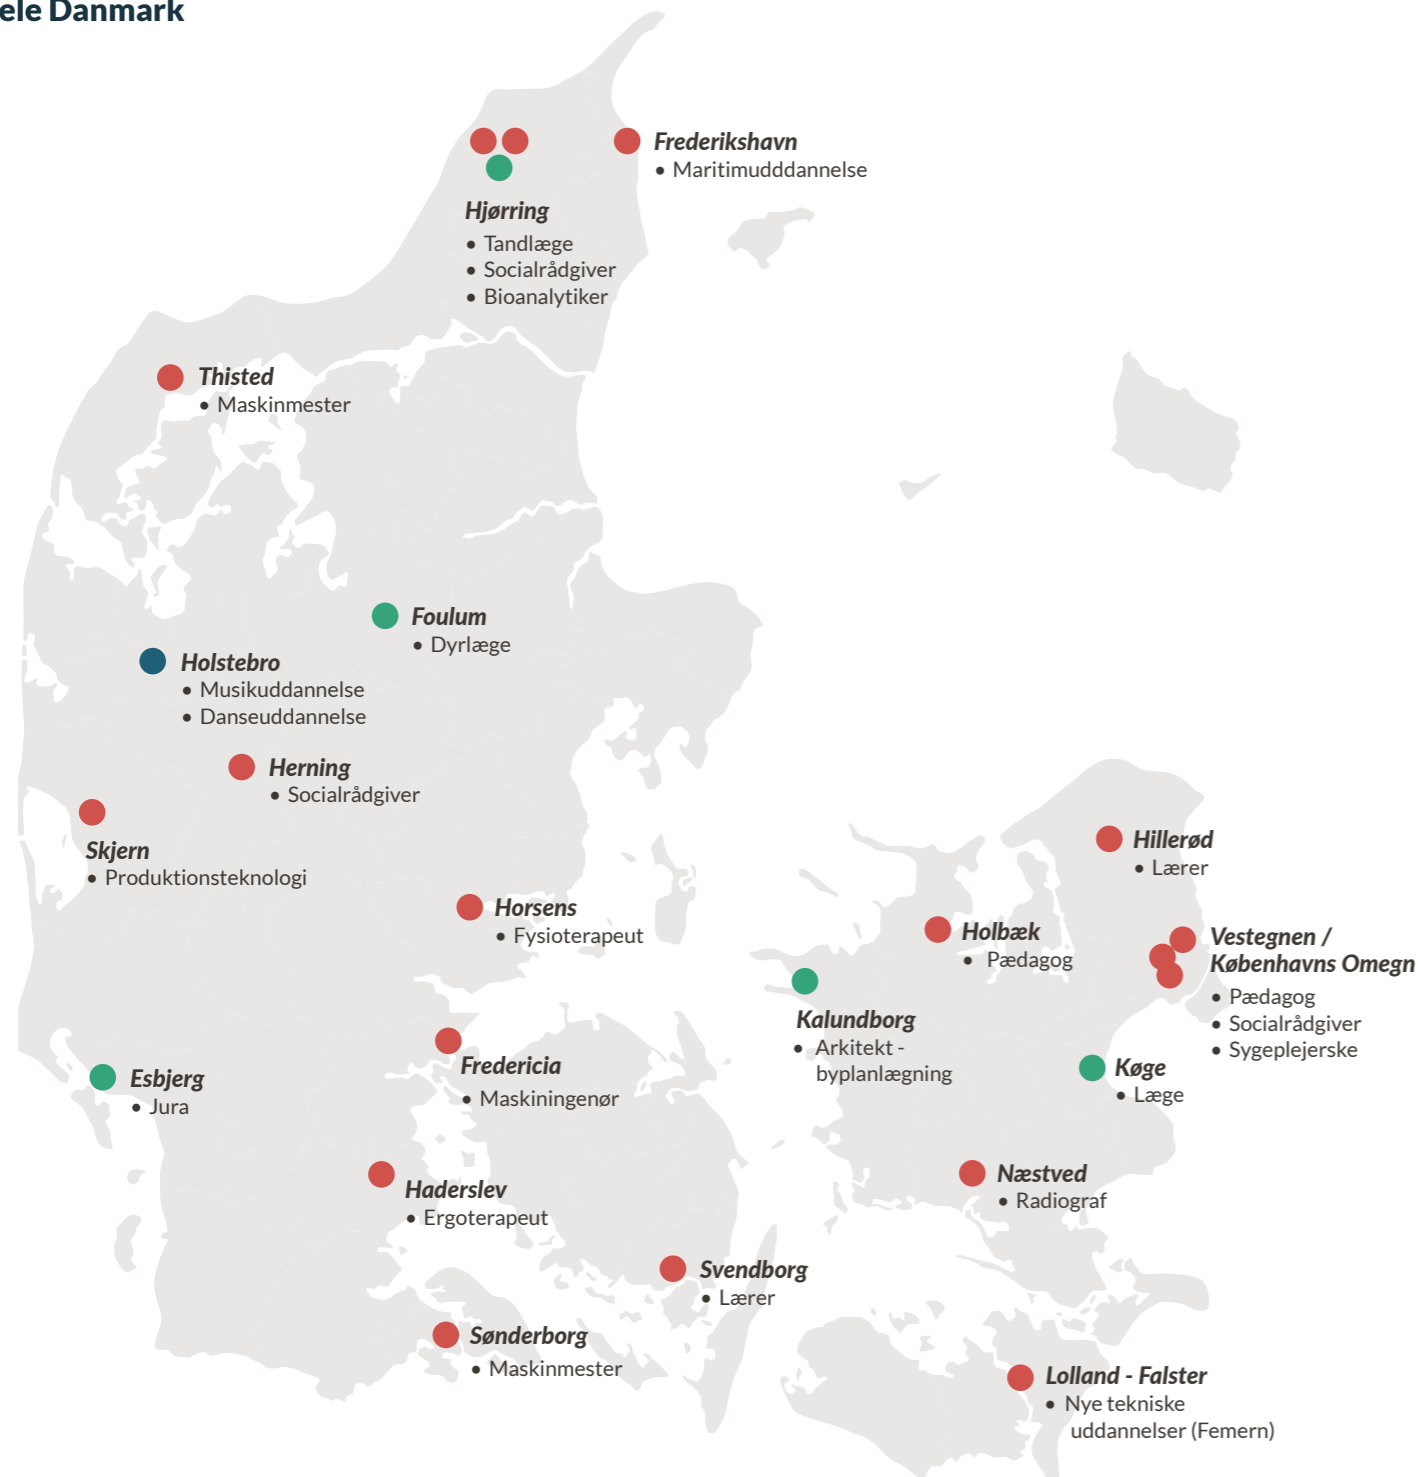 ele Danmark
Frederikshavn
• Maritimudddannelse
Hjørring
• Tandlæge
• Socialrådgiver
• Bioanalytiker
Thisted
• Maskinmester
Foulum
• Dyrlæge
Holstebro
• Musikuddannelse
• Danseuddannelse
Herning
• Socialrådgiver
Skjern
• Produktionsteknologi
Horsens
• Fysioterapeut
Hillerød
• Lærer
Holbæk
• Pædagog
Vestegnen /
Københavns Omegn
• Pædagog
• Socialrådgiver
• Sygeplejerske
Kalundborg
• Arkitekt -
byplanlægning
Køge
• Læge
Fredericia
• Maskiningenør
Esbjerg
• Jura
Haderslev
• Ergoterapeut
Næstved
• Radiograf
Svendborg
• Lærer
Sønderborg
• Maskinmester
Lolland - Falster
• Nye tekniske
uddannelser (Femern)